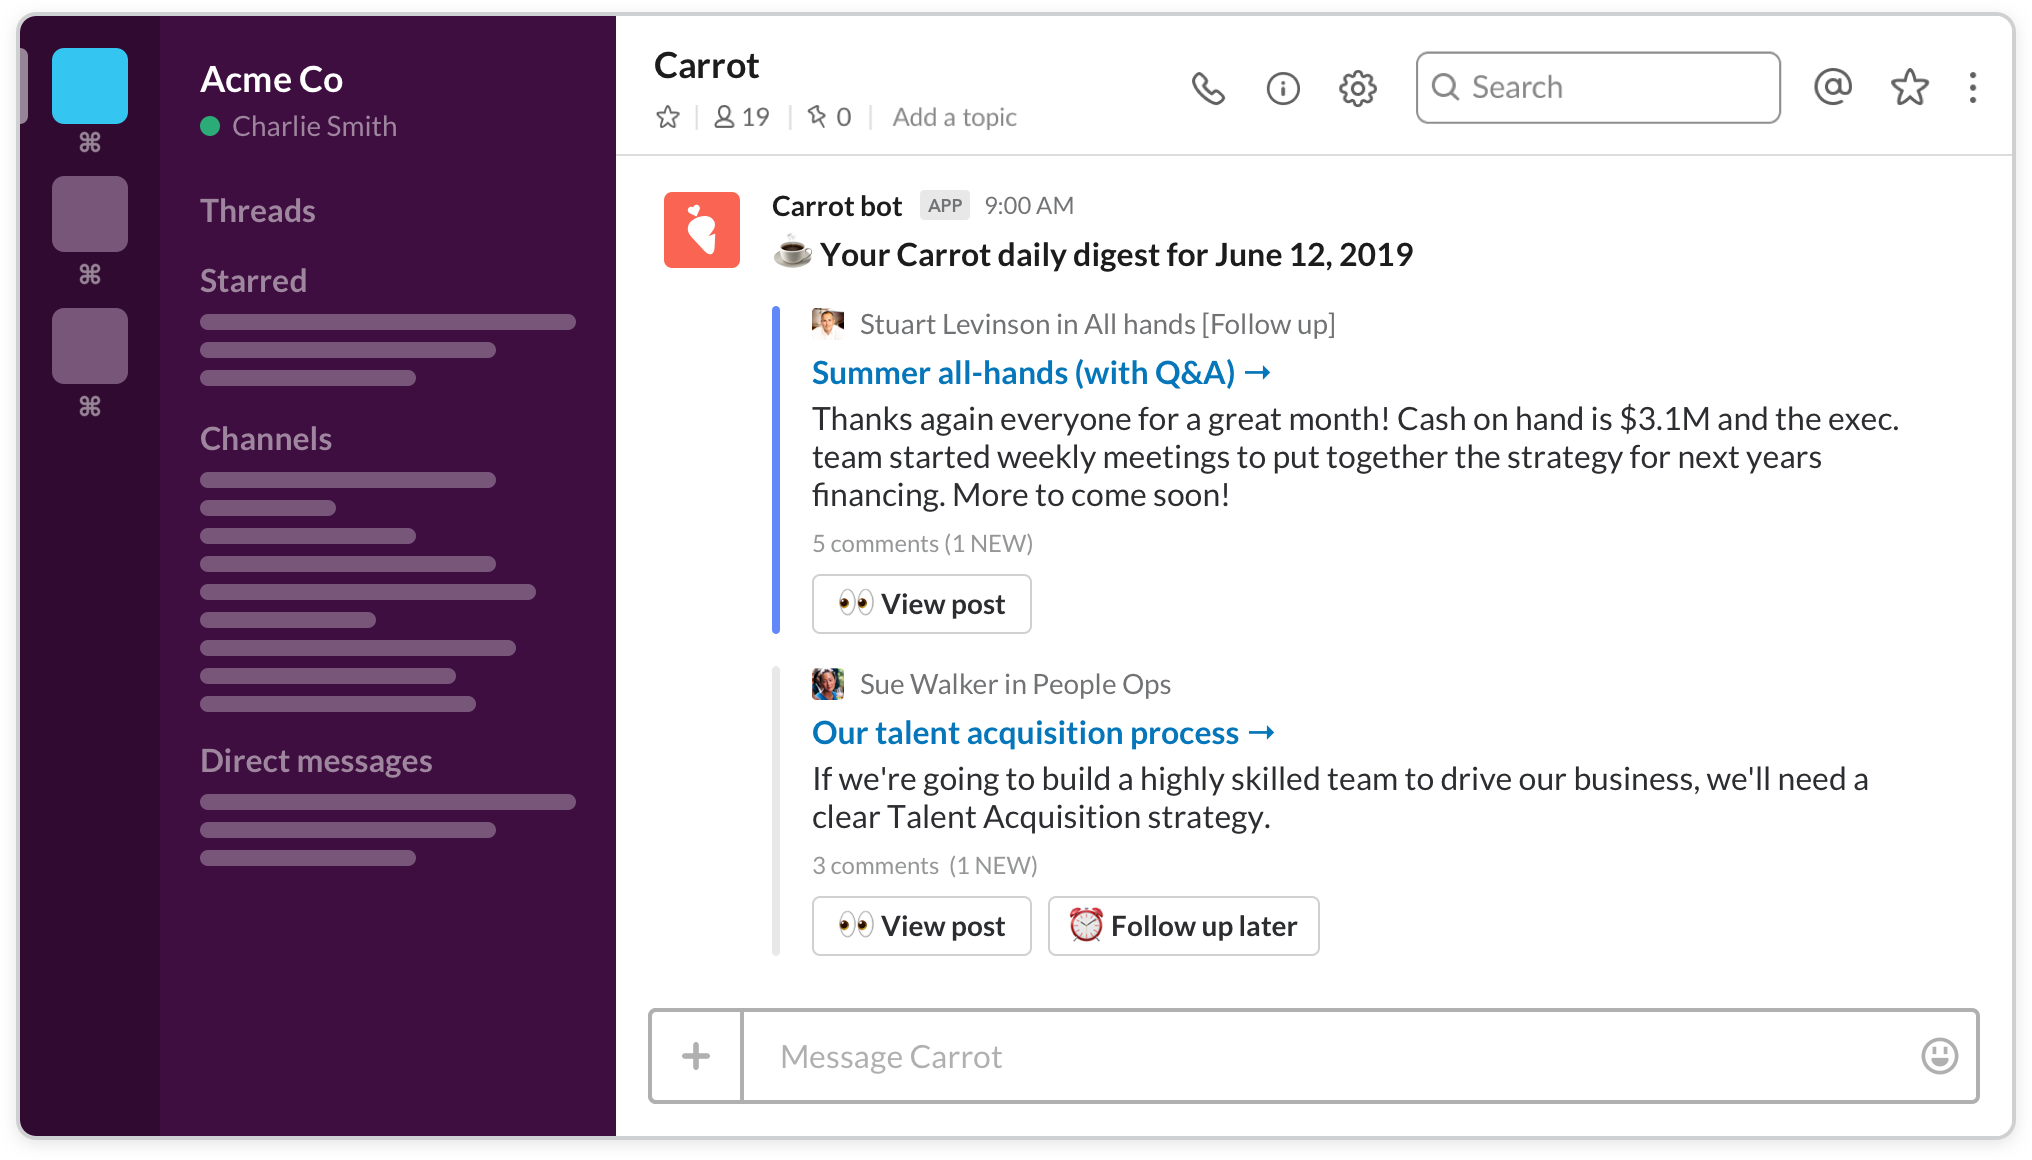 Acme Co
Charlie Smith
⌘
Threads
⌘
Starred
⌘
Channels
Direct messages
Carrot
19
0
Add a topic
Search
Carrot bot APP 9:00 AM
Your Carrot daily digest for June 12, 2019
Stuart Levinson in All hands [Follow up]
Summer all-hands (with Q&A) →
Thanks again everyone for a great month! Cash on hand is $3.1M and the exec.
team started weekly meetings to put together the strategy for next years
financing. More to come soon!
5 comments (1 NEW)
View post
Sue Walker in People Ops
Our talent acquisition process →
If we're going to build a highly skilled team to drive our business, we'll need a
clear Talent Acquisition strategy.
3 comments (1 NEW)
View post
Follow up later
Message Carrot